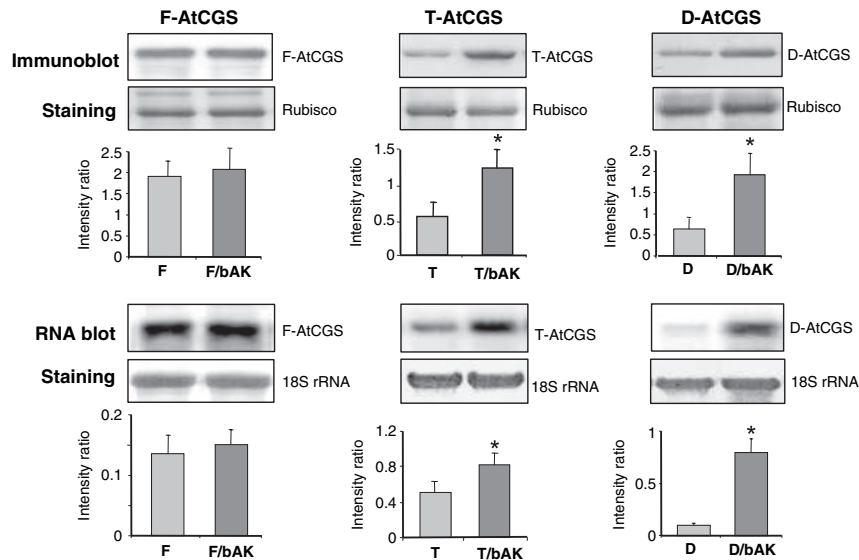 F-AtCGS T-AtCGS D-AtCGS
Immunoblot F-AtCGS T-AtCGS D-AtCGS
Staining Rubisco Rubisco Rubisco
Intensity ratio
2.5
2
1.5
1
0.5
0
F F/bAK
Intensity ratio
1.5
1
0.5
0
*
T T/bAK
Intensity ratio
2.5
2
1.5
1
0.5
0
*
D D/bAK
RNA blot F-AtCGS T-AtCGS D-AtCGS
Staining 18S rRNA 18S rRNA 18S rRNA
Intensity ratio
0.2
0.1
0
F F/bAK
Intensity ratio
1.2
0.8
0.4
0
*
T T/bAK
Intensity ratio
1
0.5
0
*
D D/bAK